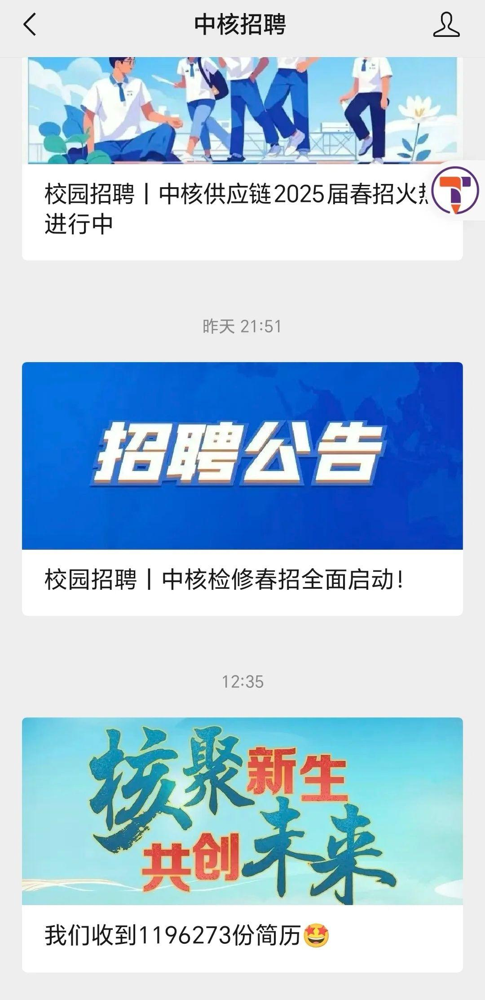 中核招聘
校园招聘丨中核供应链2025届春招火
进行中
昨天 21:51
招聘公告
校园招聘丨中核检修春招全面启动!
12:35
核聚新生
共创未来
我们收到1196273份简历🤩